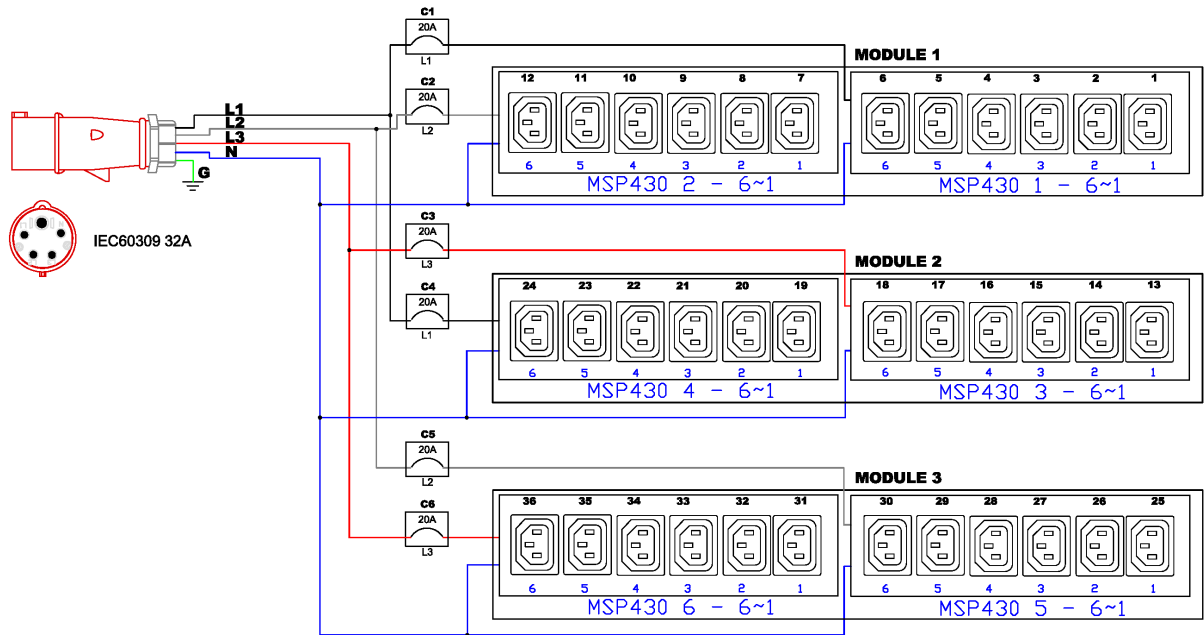 C1
20A
L1
MODULE 1
C2
20A
L2
12 11 10 9 8 7
6 5 4 3 2 1
6 5 4 3 2 1
6 5 4 3 2 1
MSP430 2 - 6~1
MSP430 1 - 6~1
L1
L2
L3
N
G
IEC60309 32A
C3
20A
L3
MODULE 2
C4
20A
L1
24 23 22 21 20 19
18 17 16 15 14 13
6 5 4 3 2 1
6 5 4 3 2 1
MSP430 4 - 6~1
MSP430 3 - 6~1
C5
20A
L2
MODULE 3
C6
20A
L3
36 35 34 33 32 31
30 29 28 27 26 25
6 5 4 3 2 1
6 5 4 3 2 1
MSP430 6 - 6~1
MSP430 5 - 6~1